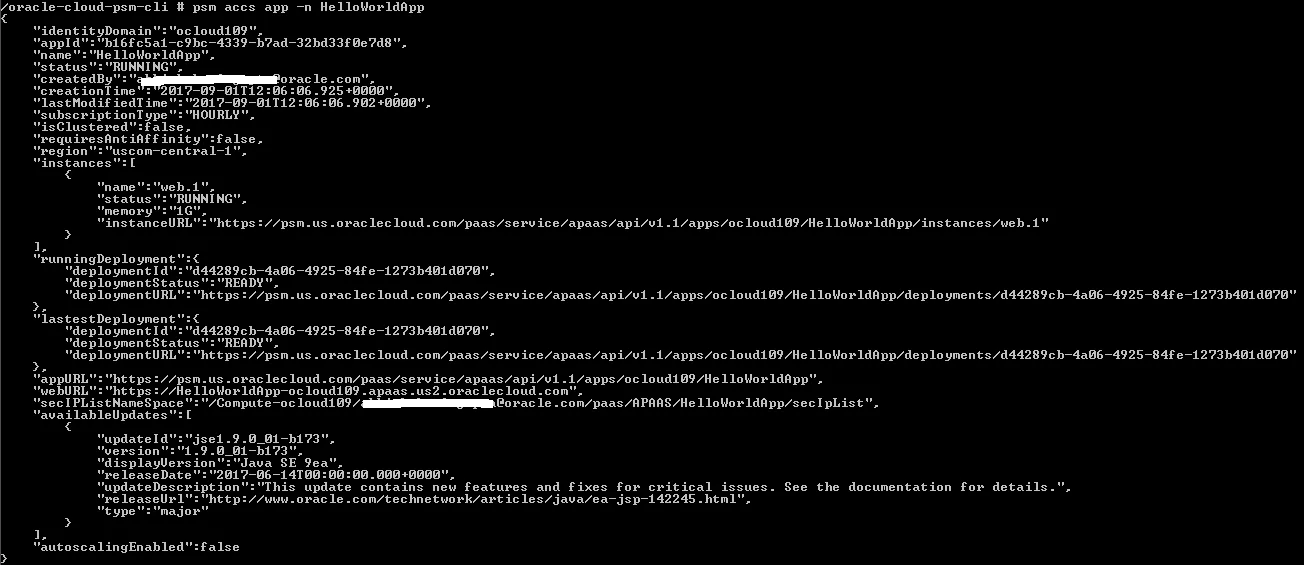 /oracle-cloud-psm-cli # psm accs app -n HelloWorldApp
{
    "identityDomain":"ocloud109",
    "appId":"b16fc5a1-c9bc-4339-b7ad-32bd33f0e7d8",
    "name":"HelloWorldApp",
    "status":"RUNNING",
    "createdBy":"@oracle.com",
    "creationTime":"2017-09-01T12:06:06.925+0000",
    "lastModifiedTime":"2017-09-01T12:06:06.902+0000",
    "subscriptionType":"HOURLY",
    "isClustered":false,
    "requiresAntiAffinity":false,
    "region":"uscom-central-1",
    "instances":[
        {
            "name":"web.1",
            "status":"RUNNING",
            "memory":"1G",
            "instanceURL":"https://psm.us.oraclecloud.com/paas/service/apaas/api/v1.1/apps/ocloud109/HelloWorldApp/instances/web.1"
        }
    ],
    "runningDeployment":{
        "deploymentId":"d44289cb-4a06-4925-84fe-1273b401d070",
        "deploymentStatus":"READY",
        "deploymentURL":"https://psm.us.oraclecloud.com/paas/service/apaas/api/v1.1/apps/ocloud109/HelloWorldApp/deployments/d44289cb-4a06-4925-84fe-1273b401d070"
    },
    "lastestDeployment":{
        "deploymentId":"d44289cb-4a06-4925-84fe-1273b401d070",
        "deploymentStatus":"READY",
        "deploymentURL":"https://psm.us.oraclecloud.com/paas/service/apaas/api/v1.1/apps/ocloud109/HelloWorldApp/deployments/d44289cb-4a06-4925-84fe-1273b401d070"
    },
    "appURL":"https://psm.us.oraclecloud.com/paas/service/apaas/api/v1.1/apps/ocloud109/HelloWorldApp",
    "webURL":"https://HelloWorldApp-ocloud109.apaas.us2.oraclecloud.com",
    "secIPListNameSpace":"/Compute-ocloud109/@oracle.com/paas/APAAS/HelloWorldApp/secIpList",
    "availableUpdates":[
        {
            "updateId":"jse1.9.0_01-b173",
            "version":"1.9.0_01-b173",
            "displayVersion":"Java SE 9ea",
            "releaseDate":"2017-06-14T00:00:00.000+0000",
            "updateDescription":"This update contains new features and fixes for critical issues. See the documentation for details.",
            "releaseUrl":"http://www.oracle.com/technetwork/articles/java/ea-jsp-142245.html",
            "type":"major"
        }
    ],
    "autoscalingEnabled":false
}